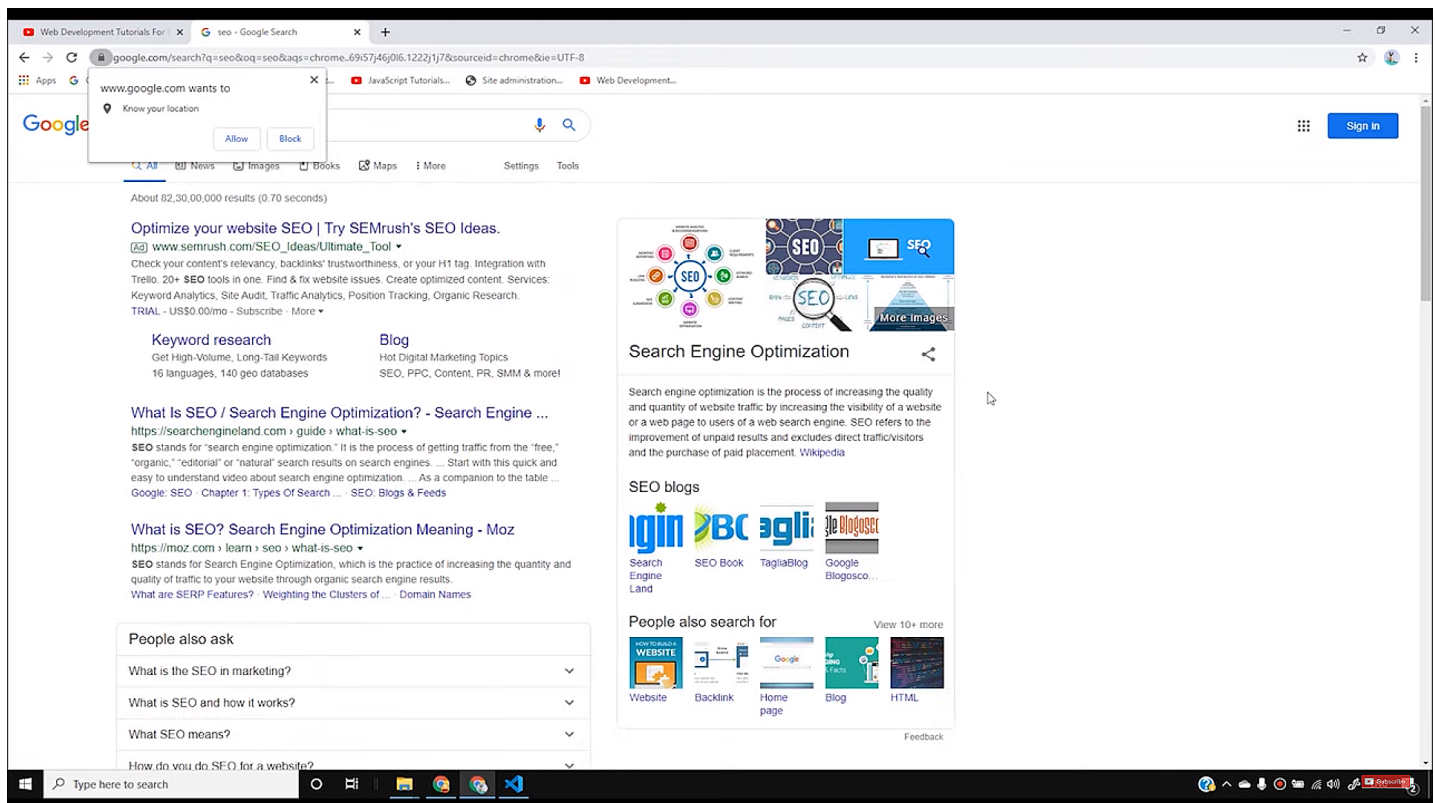 Web Development Tutorials For
seo - Google Search
google.com/search?q=seo&oq=seo&aqs=chrome..69i57j46j0l6.1222j1j7&sourceid=chrome&ie=UTF-8
Apps
JavaScript Tutorials...
Site administration...
Web Development...
www.google.com wants to
Know your location
Allow
Block
Google
Sign in
All
News
Images
Books
Maps
More
Settings
Tools
About 82,30,00,000 results (0.70 seconds)
Optimize your website SEO | Try SEMrush's SEO Ideas.
Ad www.semrush.com/SEO_Ideas/Ultimate_Tool
Check your content's relevancy, backlinks' trustworthiness, or your H1 tag. Integration with
Trello. 20+ SEO tools in one. Find & fix website issues. Create optimized content. Services:
Keyword Analytics, Site Audit, Traffic Analytics, Position Tracking, Organic Research.
TRIAL - US$0.00/mo - Subscribe · More
Keyword research
Get High-Volume, Long-Tail Keywords
16 languages, 140 geo databases
Blog
Hot Digital Marketing Topics
SEO, PPC, Content, PR, SMM & more!
What Is SEO / Search Engine Optimization? - Search Engine ...
https://searchengineland.com › guide › what-is-seo
SEO stands for “search engine optimization.” It is the process of getting traffic from the “free,”
“organic,” “editorial” or “natural” search results on search engines. ... Start with this quick and
easy to understand video about search engine optimization. ... As a companion to the table ...
Google: SEO · Chapter 1: Types Of Search ... · SEO: Blogs & Feeds
What is SEO? Search Engine Optimization Meaning - Moz
https://moz.com › learn › seo › what-is-seo
SEO stands for Search Engine Optimization, which is the practice of increasing the quantity and
quality of traffic to your website through organic search engine results.
What are SERP Features? · Weighting the Clusters of ... · Domain Names
People also ask
What is the SEO in marketing?
What is SEO and how it works?
What SEO means?
How do you do SEO for a website?
SEO
SEO
SEO
SEO
PAGES
CONTENT
More Images
Search Engine Optimization
Search engine optimization is the process of increasing the quality
and quantity of website traffic by increasing the visibility of a website
or a web page to users of a web search engine. SEO refers to the
improvement of unpaid results and excludes direct traffic/visitors
and the purchase of paid placement. Wikipedia
SEO blogs
Search
Engine
Land
SEO Book
TagliaBlog
Google
Blogosco...
People also search for
View 10+ more
HOW TO BUILD A
WEBSITE
Google
Website
Backlink
Home
page
Blog
HTML
Feedback
Type here to search
Subscribe
2